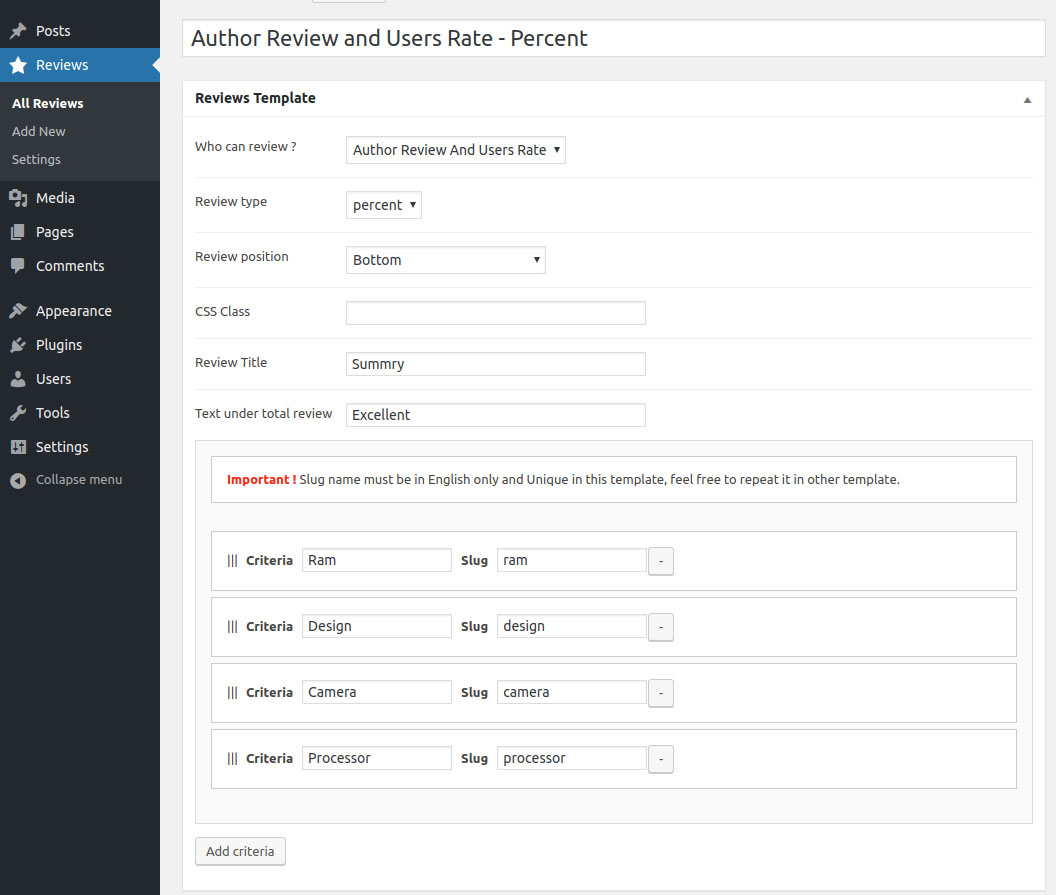 Posts
Reviews
All Reviews
Add New
Settings
Media
Pages
Comments
Appearance
Plugins
Users
Tools
Settings
Collapse menu
Author Review and Users Rate - Percent
Reviews Template
Who can review ? Author Review And Users Rate
Review type percent
Review position Bottom
CSS Class
Review Title Summry
Text under total review Excellent
Important ! Slug name must be in English only and Unique in this template, feel free to repeat it in other template.
||| Criteria Ram Slug ram -
||| Criteria Design Slug design -
||| Criteria Camera Slug camera -
||| Criteria Processor Slug processor -
Add criteria